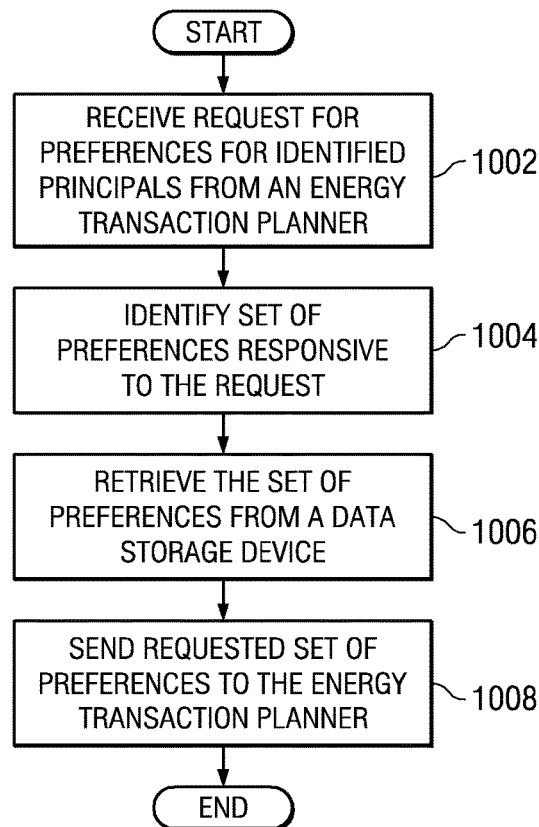 START
RECEIVE REQUEST FOR
PREFERENCES FOR IDENTIFIED
PRINCIPALS FROM AN ENERGY
TRANSACTION PLANNER
1002
IDENTIFY SET OF
PREFERENCES RESPONSIVE
TO THE REQUEST
1004
RETRIEVE THE SET OF
PREFERENCES FROM A DATA
STORAGE DEVICE
1006
SEND REQUESTED SET OF
PREFERENCES TO THE ENERGY
TRANSACTION PLANNER
1008
END